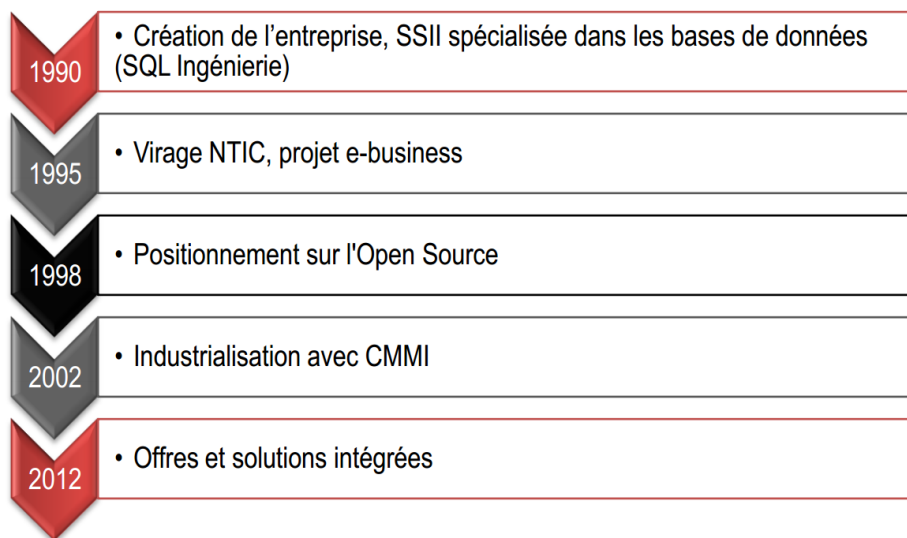 1990
• Création de l’entreprise, SSII spécialisée dans les bases de données
(SQL Ingénierie)
1995
• Virage NTIC, projet e-business
1998
• Positionnement sur l'Open Source
2002
• Industrialisation avec CMMI
2012
• Offres et solutions intégrées